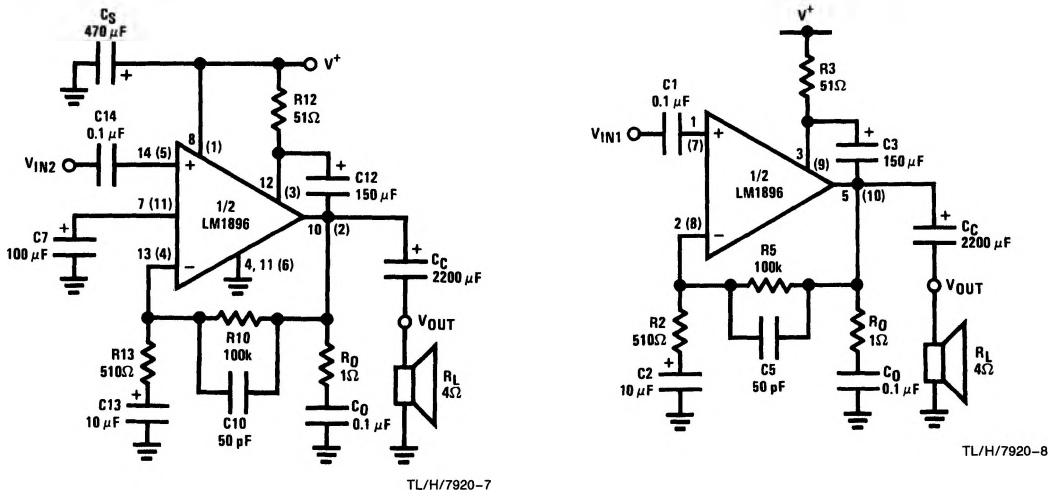 CS
470 µF
+
V+
R12
51Ω
C14
0.1 µF
8
(1)
VIN2
14 (5)
+
12
(3)
+
C12
150 µF
1/2
LM1896
7 (11)
+
C7
100 µF
10
(2)
13 (4)
−
4, 11 (6)
+
CC
2200 µF
VOUT
R10
100k
R13
510Ω
RO
1Ω
RL
4Ω
+
C13
10 µF
C10
50 pF
CO
0.1 µF
TL/H/7920-7
V+
R3
51Ω
C1
0.1 µF
VIN1
1
(7)
+
3
(9)
+
C3
150 µF
1/2
LM1896
5
(10)
2 (8)
−
+
CC
2200 µF
R5
100k
VOUT
R2
510Ω
RO
1Ω
RL
4Ω
+
C2
10 µF
C5
50 pF
CO
0.1 µF
TL/H/7920-8